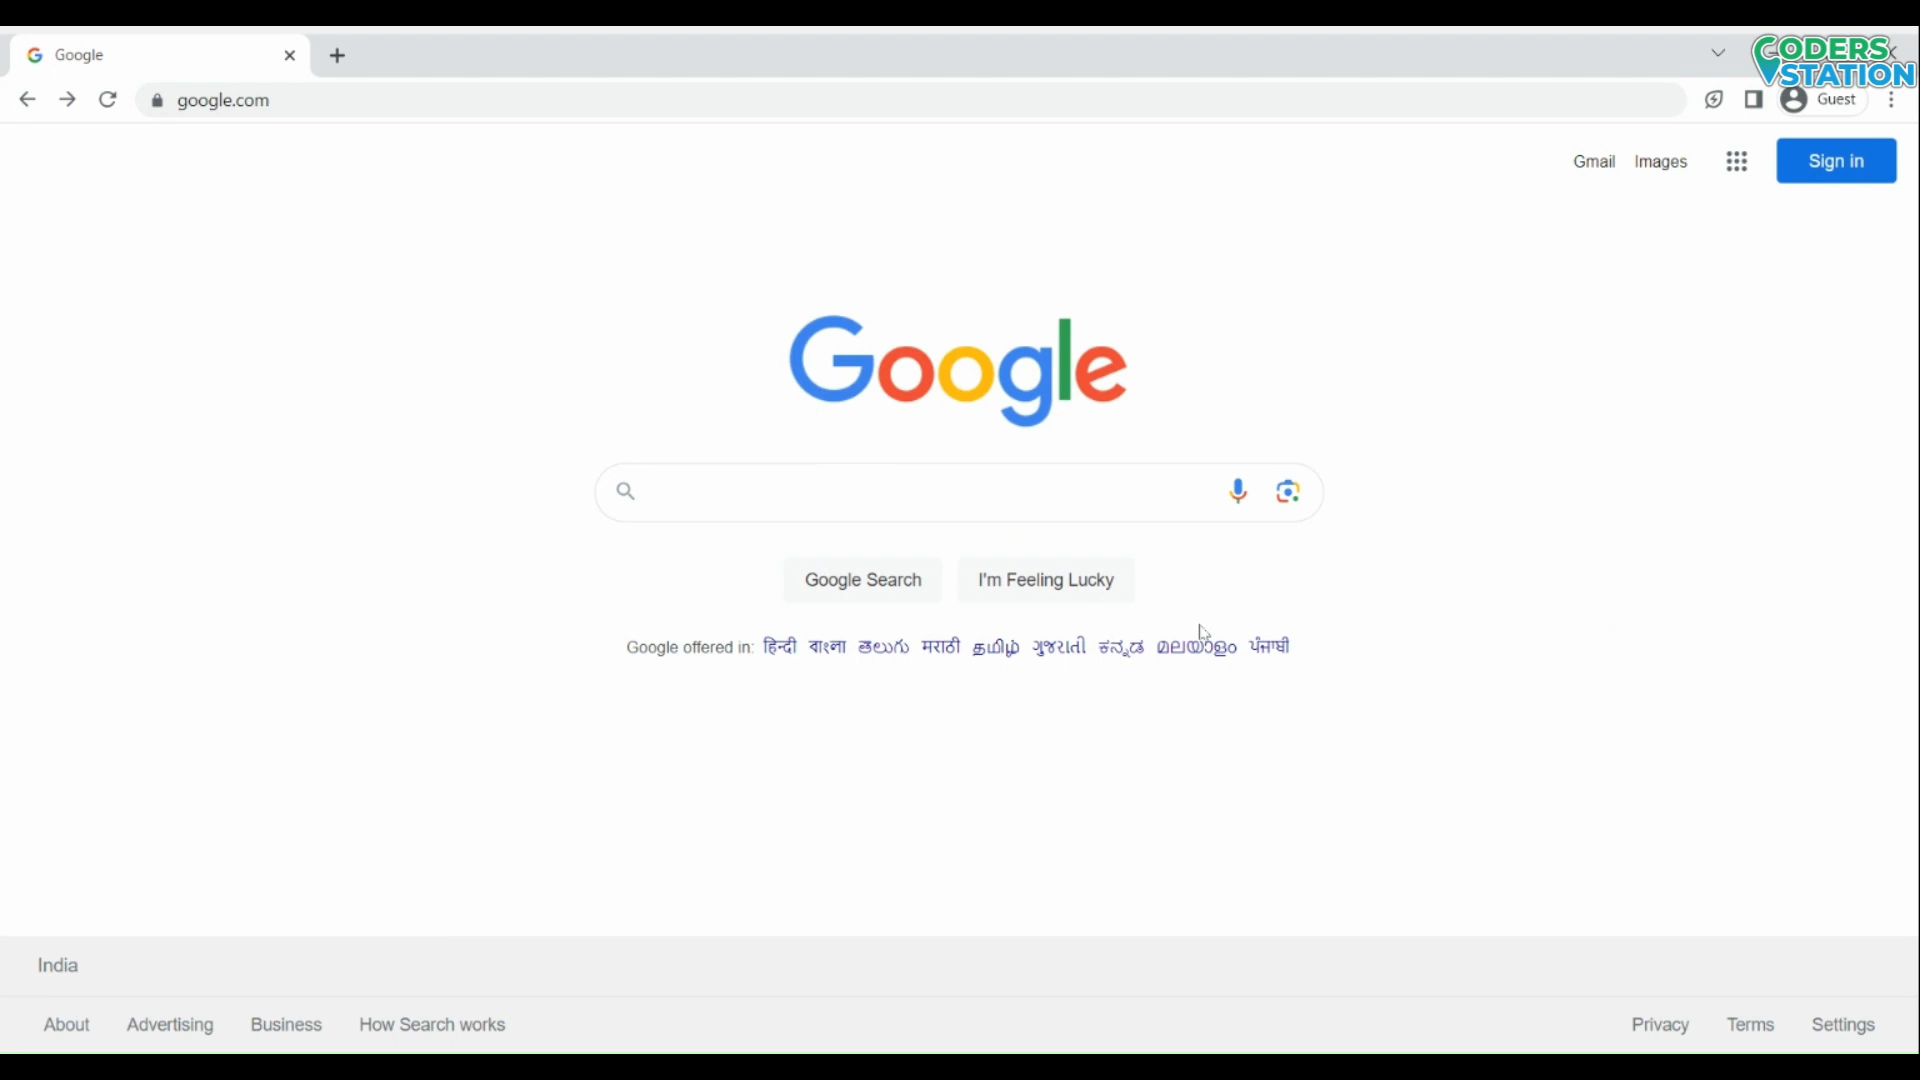 Google
CODERS
STATION
google.com
Guest
Gmail Images Sign in
Google
Google Search I'm Feeling Lucky
Google offered in: हिन्दी বাংলা తెలుగు मराठी தமிழ் ગુજરાતી ಕನ್ನಡ മലയാളം ਪੰਜਾਬੀ
India
About Advertising Business How Search works Privacy Terms Settings